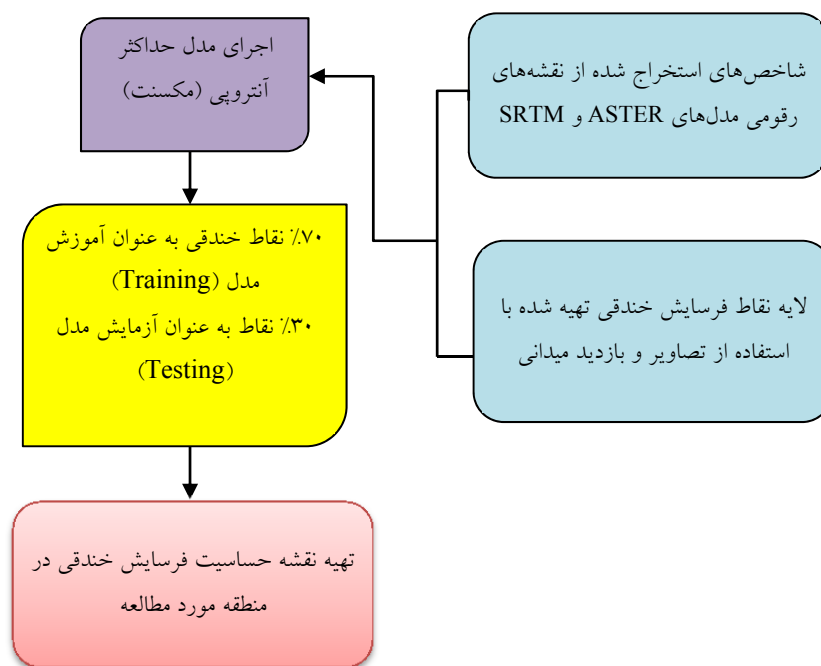 شاخص‌های استخراج شده از نقشه‌های
رقومی مدل‌های ASTER و SRTM
لایه نقاط فرسایش خندقی تهیه شده با
استفاده از تصاویر و بازدید میدانی
اجرای مدل حداکثر
آنتروپی (مکسنت)
۷۰٪ نقاط خندقی به عنوان آموزش
مدل (Training)
۳۰٪ نقاط به عنوان آزمایش مدل
(Testing)
تهیه نقشه حساسیت فرسایش خندقی در
منطقه مورد مطالعه